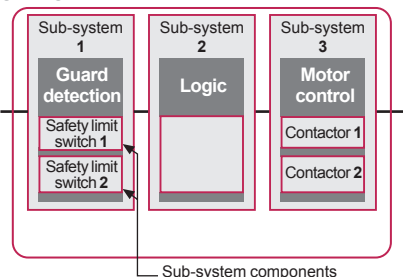 Sub-system
1
Guard
detection
Safety limit
switch 1
Safety limit
switch 2
Sub-system
2
Logic
Sub-system
3
Motor
control
Contactor 1
Contactor 2
Sub-system components